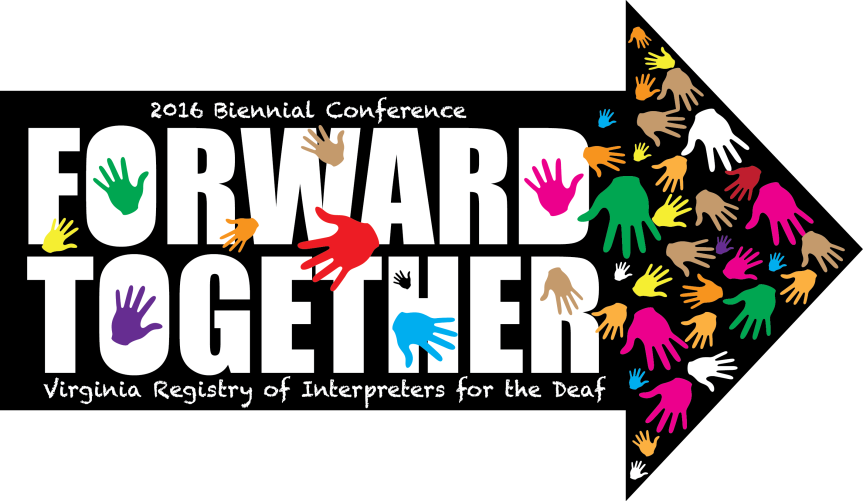 2016 Biennial Conference
FORWARD
TOGETHER
Virginia Registry of Interpreters for the Deaf